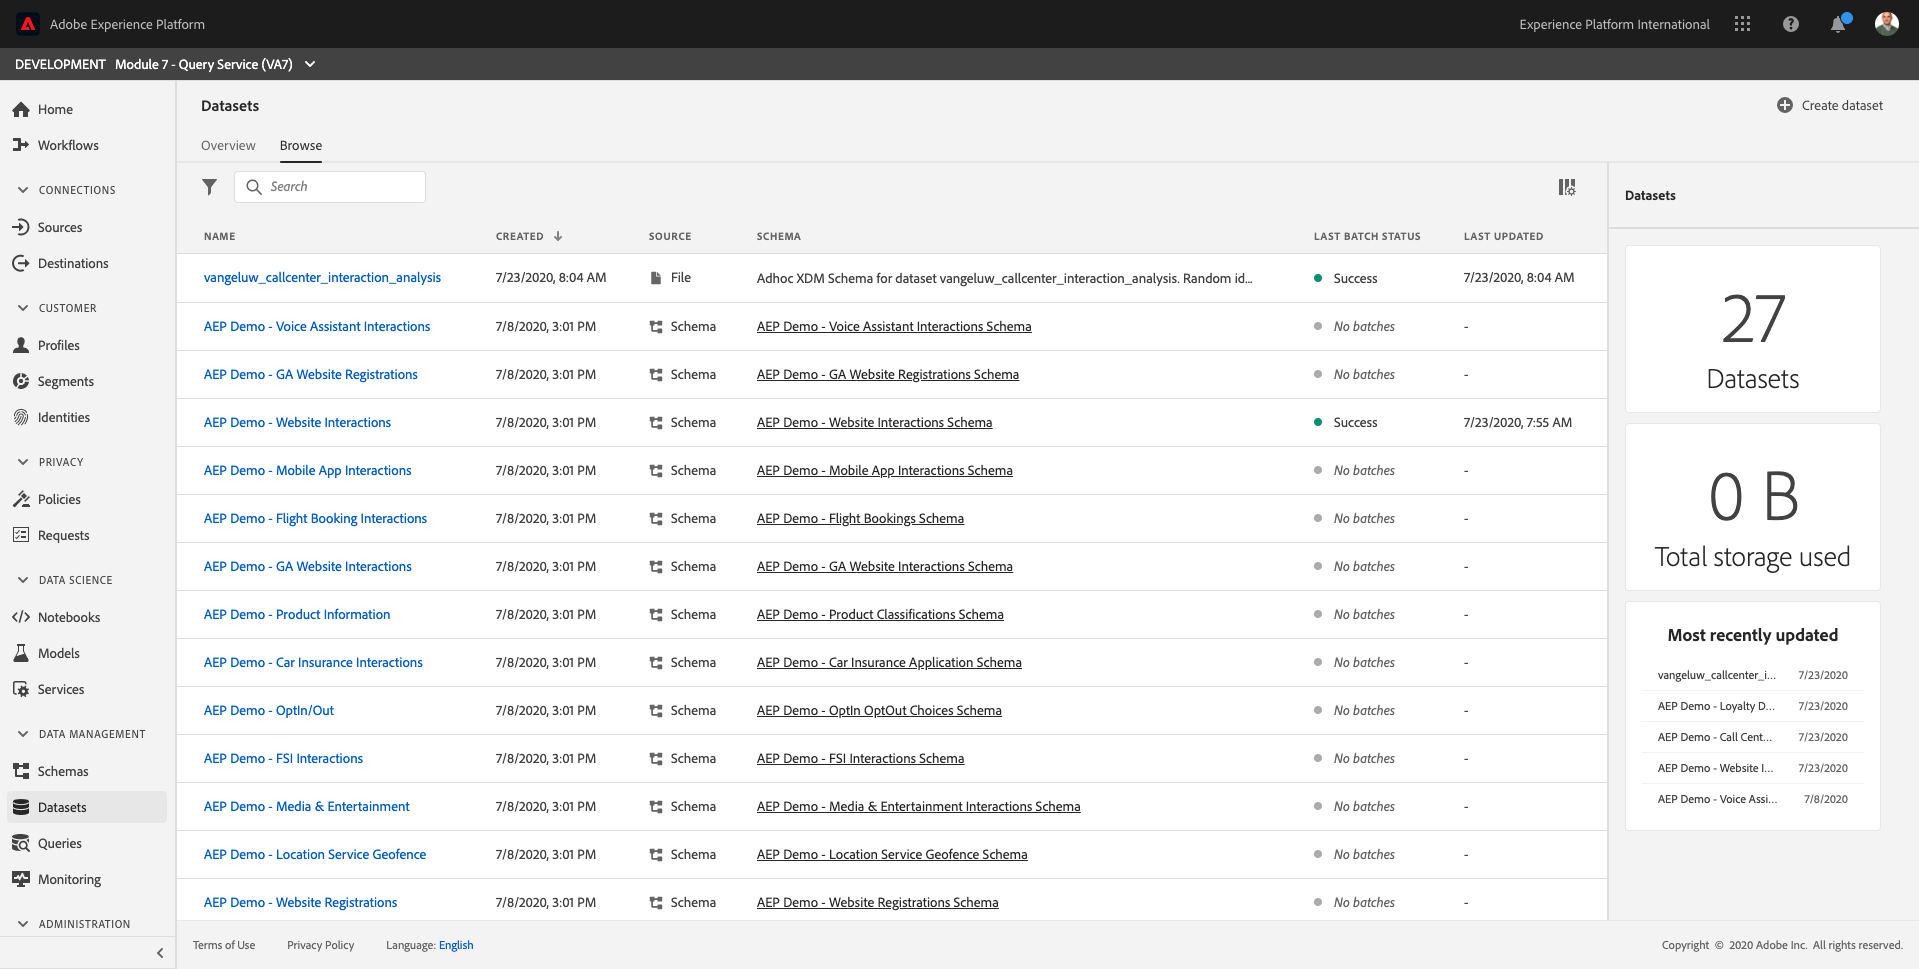 Adobe Experience Platform
Experience Platform International
DEVELOPMENT Module 7 - Query Service (VA7)
Home
Workflows
CONNECTIONS
Sources
Destinations
CUSTOMER
Profiles
Segments
Identities
PRIVACY
Policies
Requests
DATA SCIENCE
Notebooks
Models
Services
DATA MANAGEMENT
Schemas
Datasets
Queries
Monitoring
ADMINISTRATION
Datasets
Create dataset
Overview Browse
Search
NAME CREATED SOURCE SCHEMA LAST BATCH STATUS LAST UPDATED
vangeluw_callcenter_interaction_analysis 7/23/2020, 8:04 AM File Adhoc XDM Schema for dataset vangeluw_callcenter_interaction_analysis. Random id... Success 7/23/2020, 8:04 AM
AEP Demo - Voice Assistant Interactions 7/8/2020, 3:01 PM Schema AEP Demo - Voice Assistant Interactions Schema No batches -
AEP Demo - GA Website Registrations 7/8/2020, 3:01 PM Schema AEP Demo - GA Website Registrations Schema No batches -
AEP Demo - Website Interactions 7/8/2020, 3:01 PM Schema AEP Demo - Website Interactions Schema Success 7/23/2020, 7:55 AM
AEP Demo - Mobile App Interactions 7/8/2020, 3:01 PM Schema AEP Demo - Mobile App Interactions Schema No batches -
AEP Demo - Flight Booking Interactions 7/8/2020, 3:01 PM Schema AEP Demo - Flight Bookings Schema No batches -
AEP Demo - GA Website Interactions 7/8/2020, 3:01 PM Schema AEP Demo - GA Website Interactions Schema No batches -
AEP Demo - Product Information 7/8/2020, 3:01 PM Schema AEP Demo - Product Classifications Schema No batches -
AEP Demo - Car Insurance Interactions 7/8/2020, 3:01 PM Schema AEP Demo - Car Insurance Application Schema No batches -
AEP Demo - OptIn/Out 7/8/2020, 3:01 PM Schema AEP Demo - OptIn OptOut Choices Schema No batches -
AEP Demo - FSI Interactions 7/8/2020, 3:01 PM Schema AEP Demo - FSI Interactions Schema No batches -
AEP Demo - Media & Entertainment 7/8/2020, 3:01 PM Schema AEP Demo - Media & Entertainment Interactions Schema No batches -
AEP Demo - Location Service Geofence 7/8/2020, 3:01 PM Schema AEP Demo - Location Service Geofence Schema No batches -
AEP Demo - Website Registrations 7/8/2020, 3:01 PM Schema AEP Demo - Website Registrations Schema No batches -
Datasets
27
Datasets
0 B
Total storage used
Most recently updated
vangeluw_callcenter_i... 7/23/2020
AEP Demo - Loyalty D... 7/23/2020
AEP Demo - Call Cent... 7/23/2020
AEP Demo - Website I... 7/23/2020
AEP Demo - Voice Assi... 7/8/2020
Terms of Use Privacy Policy Language: English
Copyright © 2020 Adobe Inc. All rights reserved.